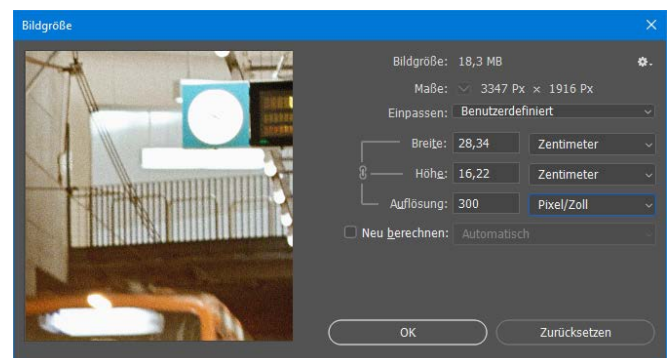 Bildgröße
Bildgröße: 18,3 MB
Maße: 3347 Px × 1916 Px
Einpassen: Benutzerdefiniert
Breite: 28,34 Zentimeter
Höhe: 16,22 Zentimeter
Auflösung: 300 Pixel/Zoll
Neu berechnen: Automatisch
OK Zurücksetzen